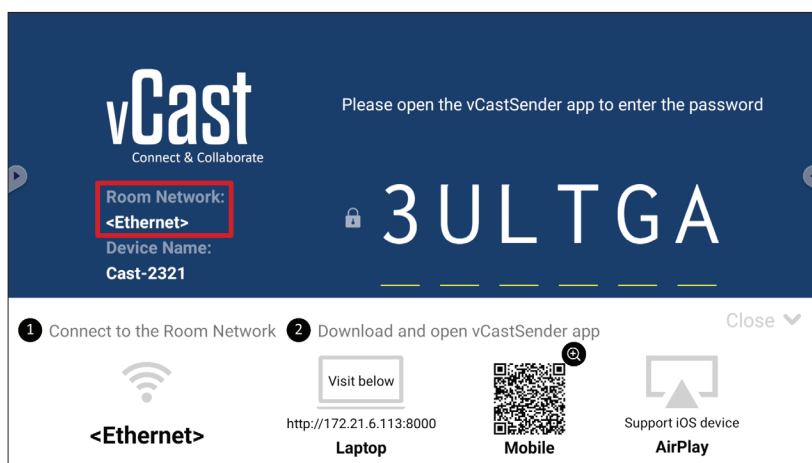 vCast
Connect & Collaborate
Please open the vCastSender app to enter the password
Room Network:
<Ethernet>
Device Name:
Cast-2321
3ULTGA
Close
1 Connect to the Room Network
2 Download and open vCastSender app
<Ethernet>
Visit below
http://172.21.6.113:8000
Laptop
Mobile
Support iOS device
AirPlay